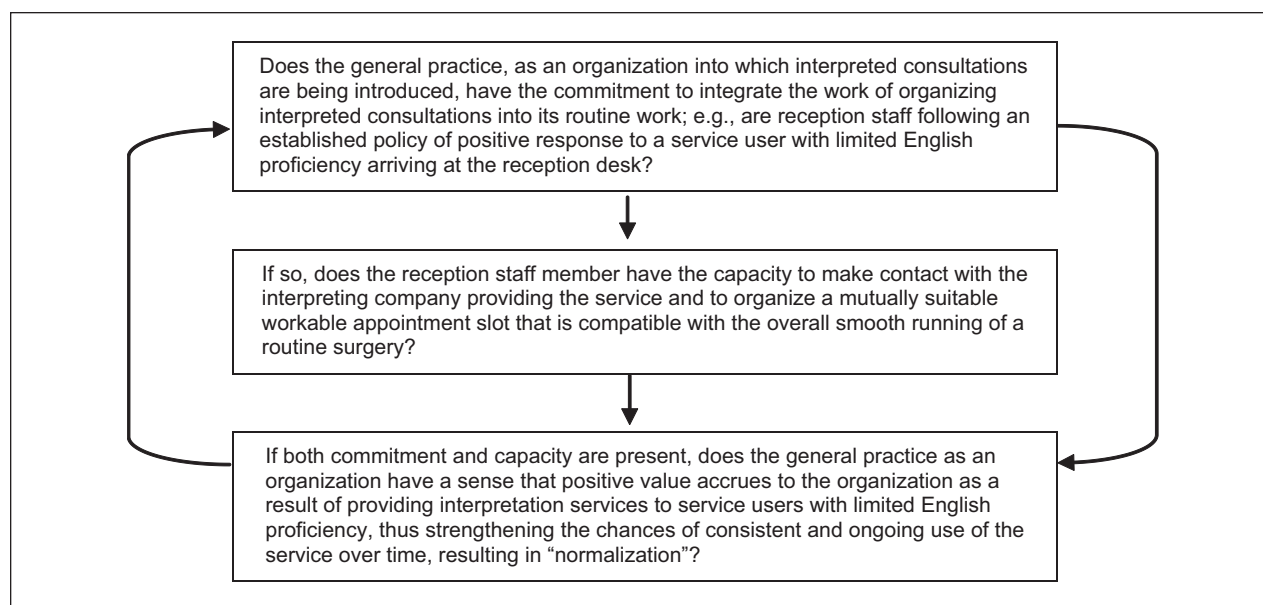 Does the general practice, as an organization into which interpreted consultations
are being introduced, have the commitment to integrate the work of organizing
interpreted consultations into its routine work; e.g., are reception staff following an
established policy of positive response to a service user with limited English
proficiency arriving at the reception desk?
If so, does the reception staff member have the capacity to make contact with the
interpreting company providing the service and to organize a mutually suitable
workable appointment slot that is compatible with the overall smooth running of a
routine surgery?
If both commitment and capacity are present, does the general practice as an
organization have a sense that positive value accrues to the organization as a
result of providing interpretation services to service users with limited English
proficiency, thus strengthening the chances of consistent and ongoing use of the
service over time, resulting in “normalization”?